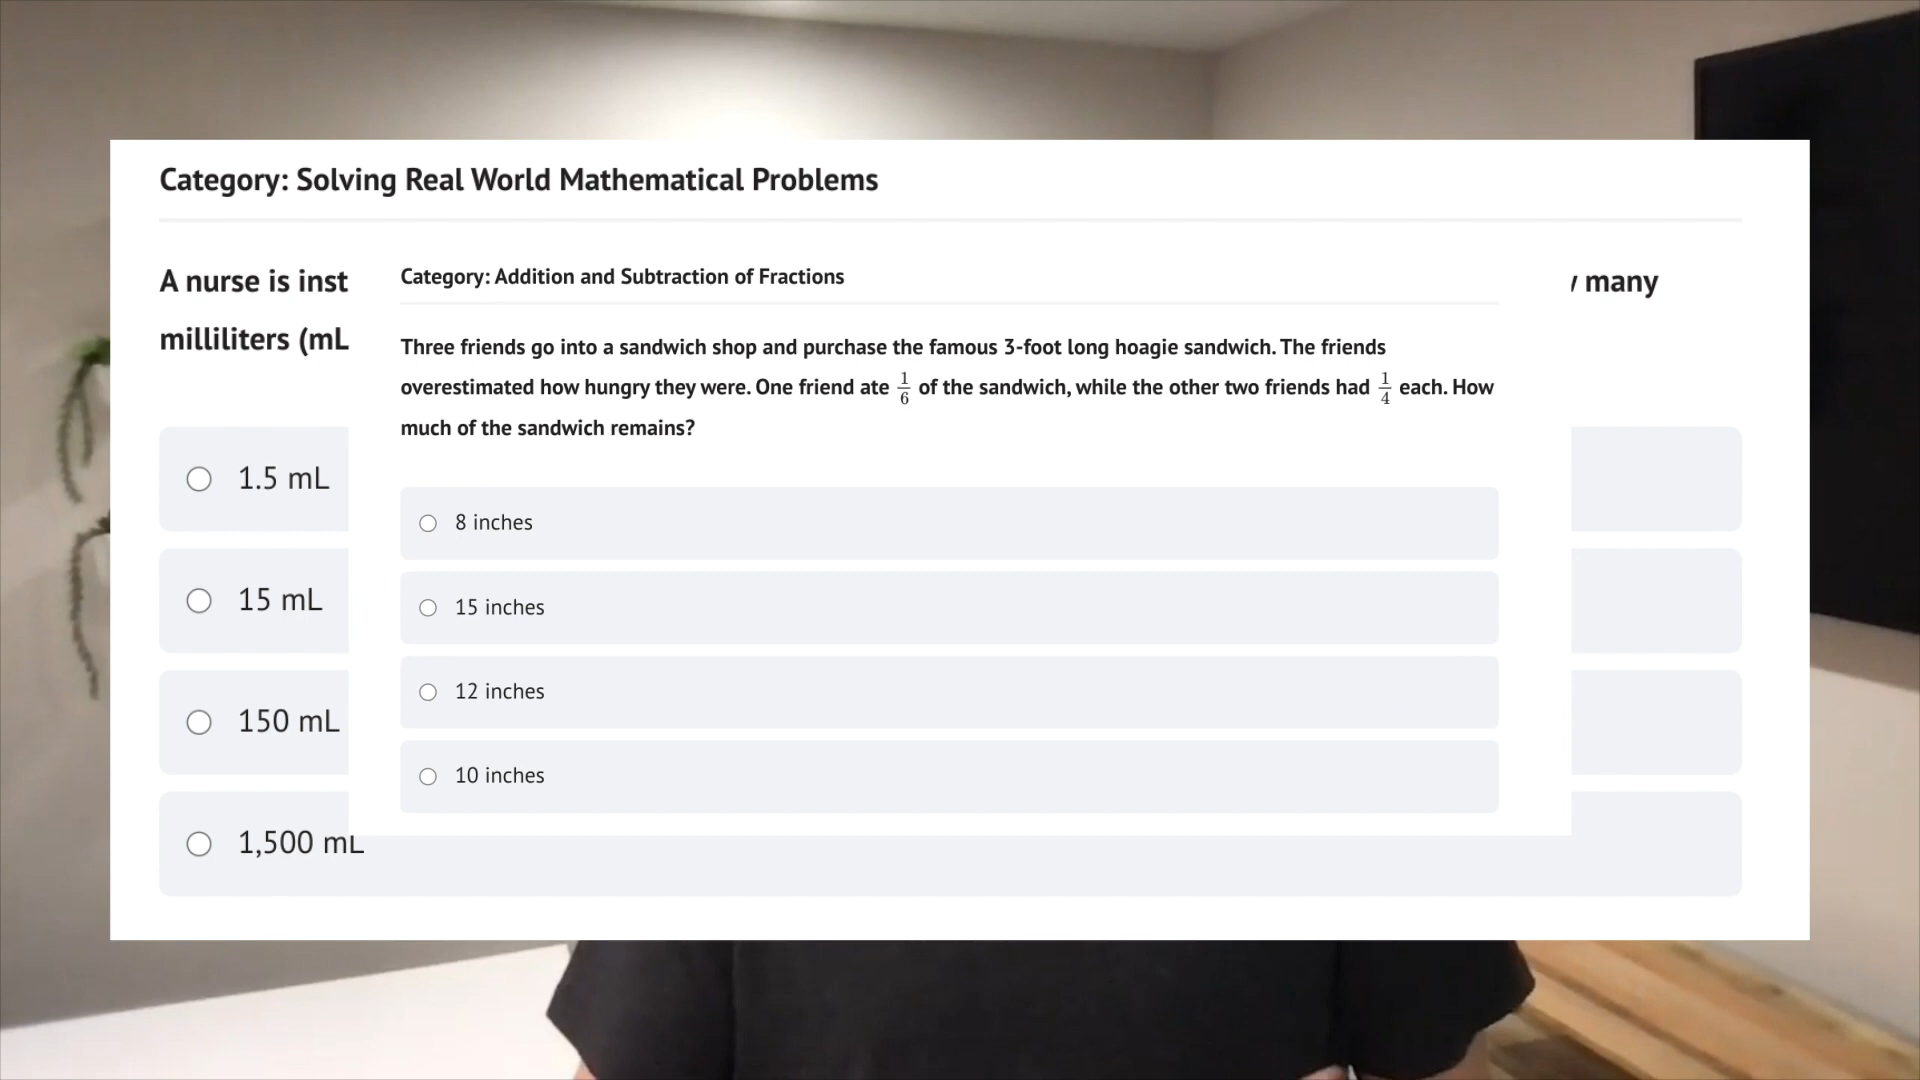 Category: Solving Real World Mathematical Problems
A nurse is inst
many
milliliters (mL
1.5 mL
15 mL
150 mL
1,500 mL
Category: Addition and Subtraction of Fractions
Three friends go into a sandwich shop and purchase the famous 3-foot long hoagie sandwich. The friends
overestimated how hungry they were. One friend ate 1/6 of the sandwich, while the other two friends had 1/4 each. How
much of the sandwich remains?
8 inches
15 inches
12 inches
10 inches